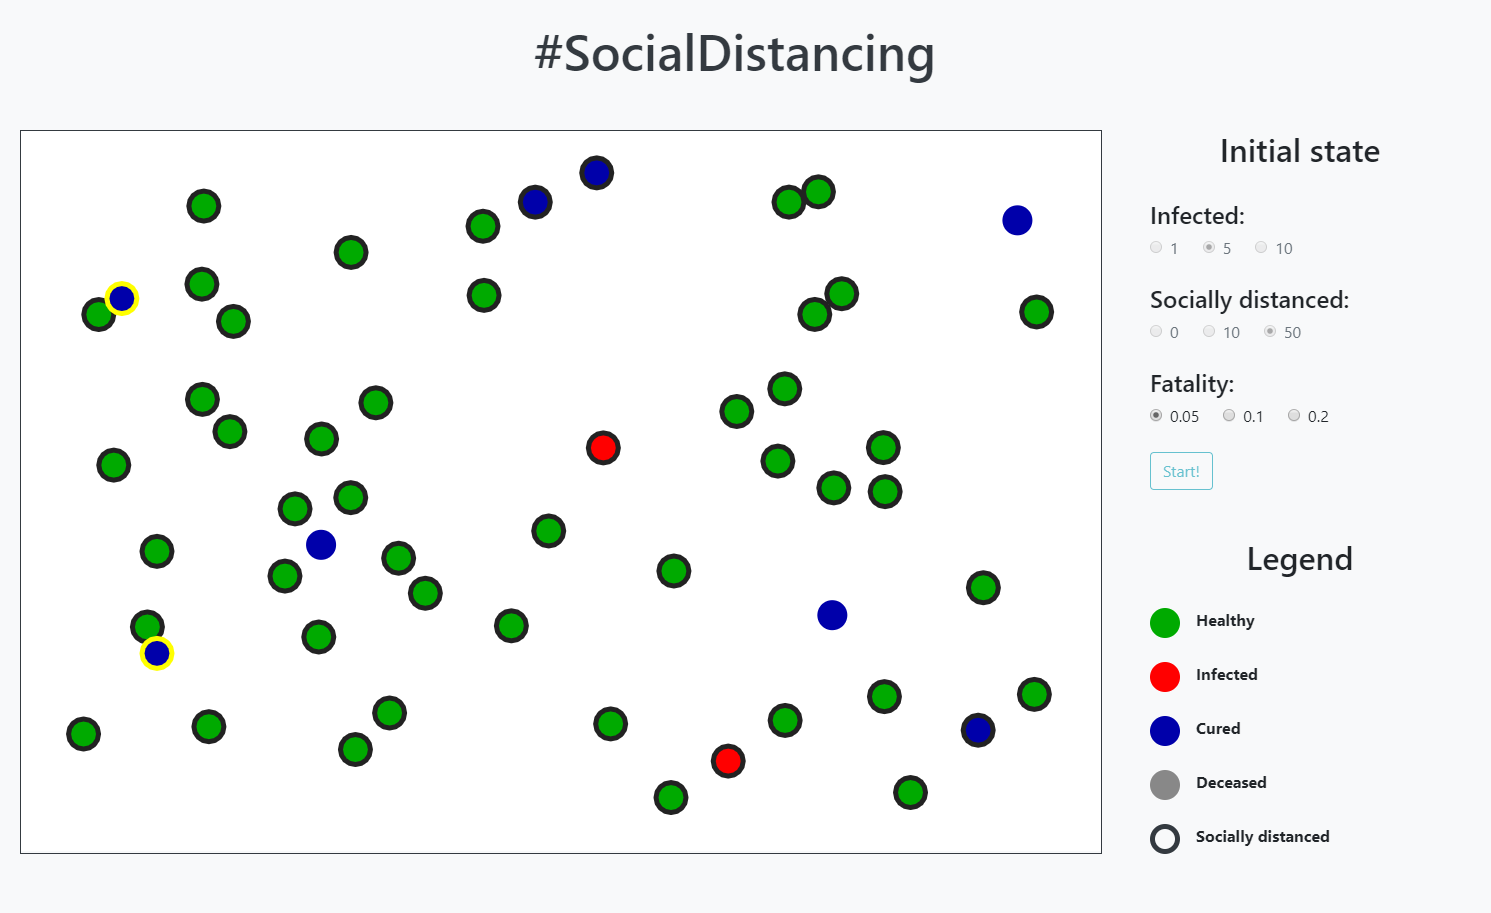 #SocialDistancing
Initial state
Infected:
1 5 10
Socially distanced:
0 10 50
Fatality:
0.05 0.1 0.2
Start!
Legend
Healthy
Infected
Cured
Deceased
Socially distanced